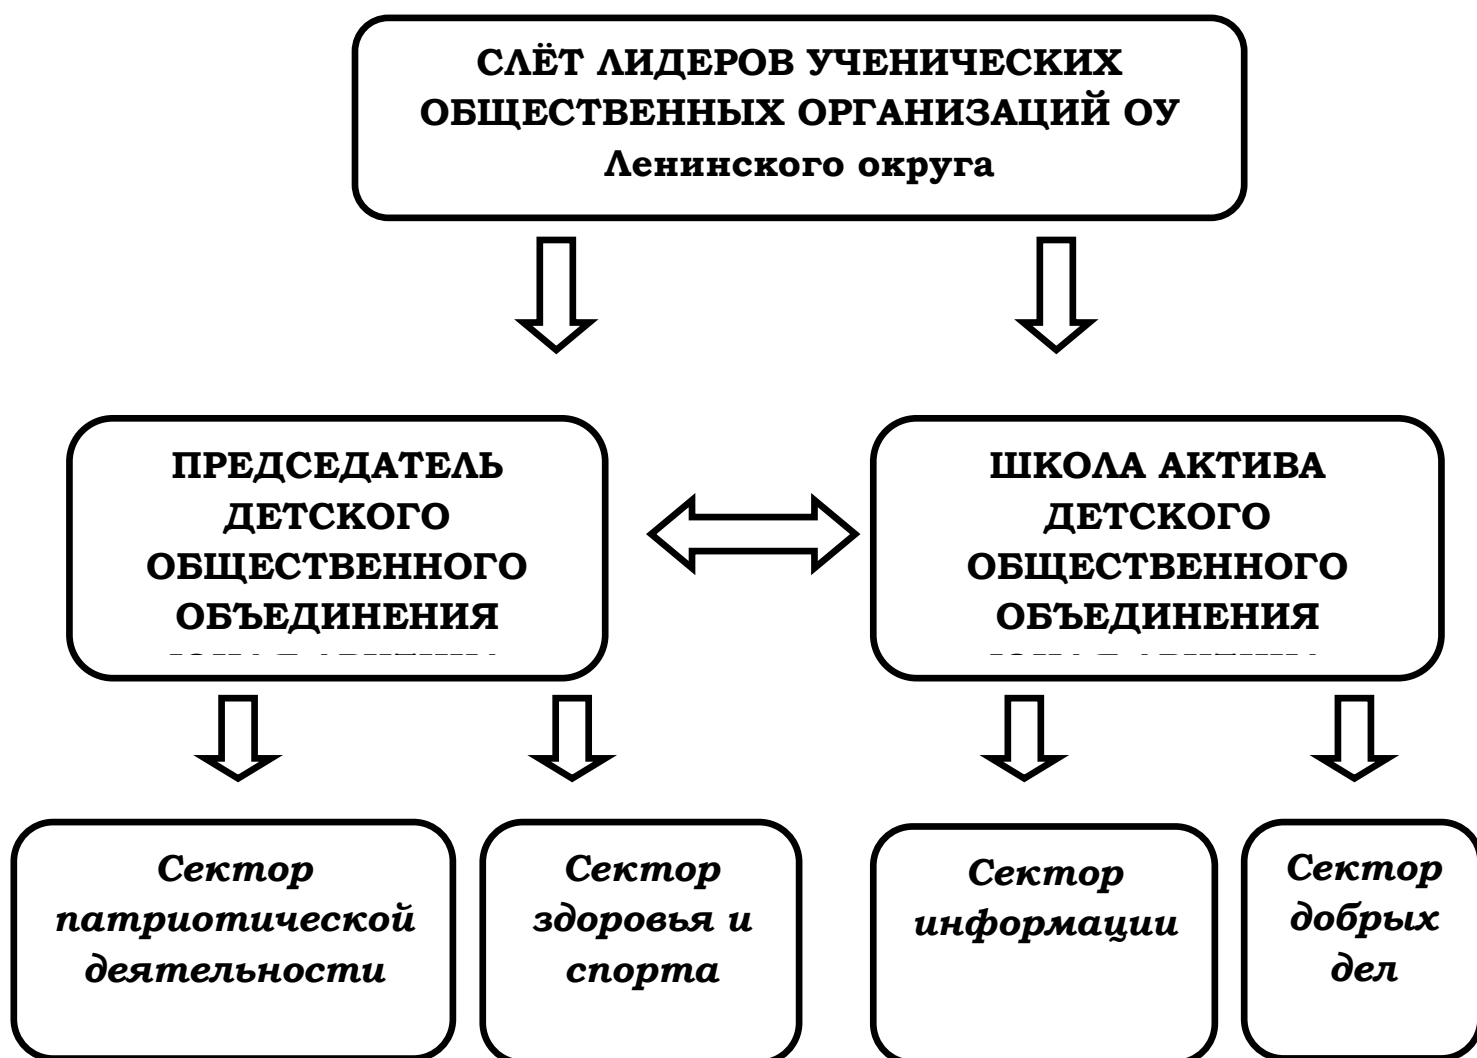 СЛЁТ ЛИДЕРОВ УЧЕНИЧЕСКИХ
ОБЩЕСТВЕННЫХ ОРГАНИЗАЦИЙ ОУ
Ленинского округа
ПРЕДСЕДАТЕЛЬ
ДЕТСКОГО
ОБЩЕСТВЕННОГО
ОБЪЕДИНЕНИЯ
ШКОЛА АКТИВА
ДЕТСКОГО
ОБЩЕСТВЕННОГО
ОБЪЕДИНЕНИЯ
Сектор
патриотической
деятельности
Сектор
здоровья и
спорта
Сектор
информации
Сектор
добрых
дел